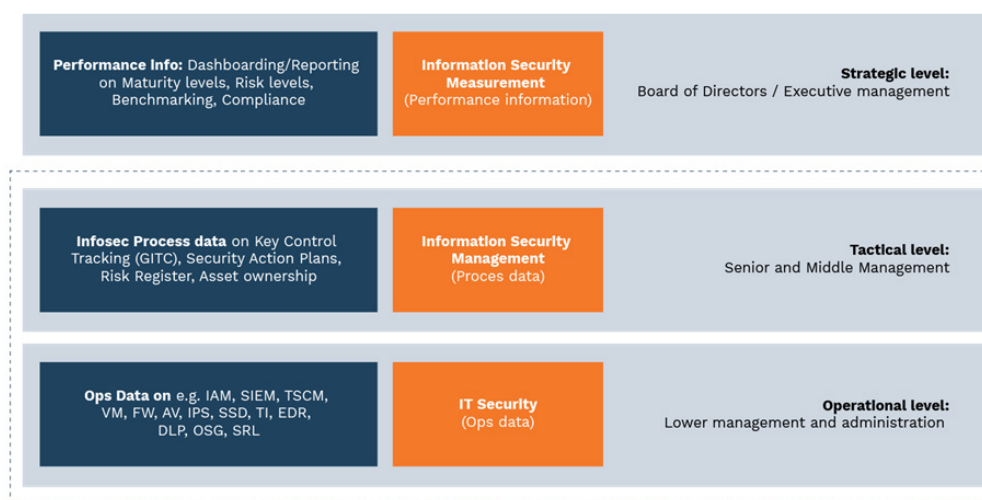 Performance info: Dashboarding/Reporting
on Maturity levels, Risk levels,
Benchmarking, Compliance
Information Security
Measurement
(Performance information)
Strategic level:
Board of Directors / Executive management
Infosec Process data on Key Control
Tracking (GITC), Security Action Plans,
Risk Register, Asset ownership
Information Security
Management
(Proces data)
Tactical level:
Senior and Middle Management
Ops Data on e.g. IAM, SIEM, TSCM,
VM, FW, AV, IPS, SSD, TI, EDR,
DLP, OSG, SRL
IT Security
(Ops data)
Operational level:
Lower management and administration